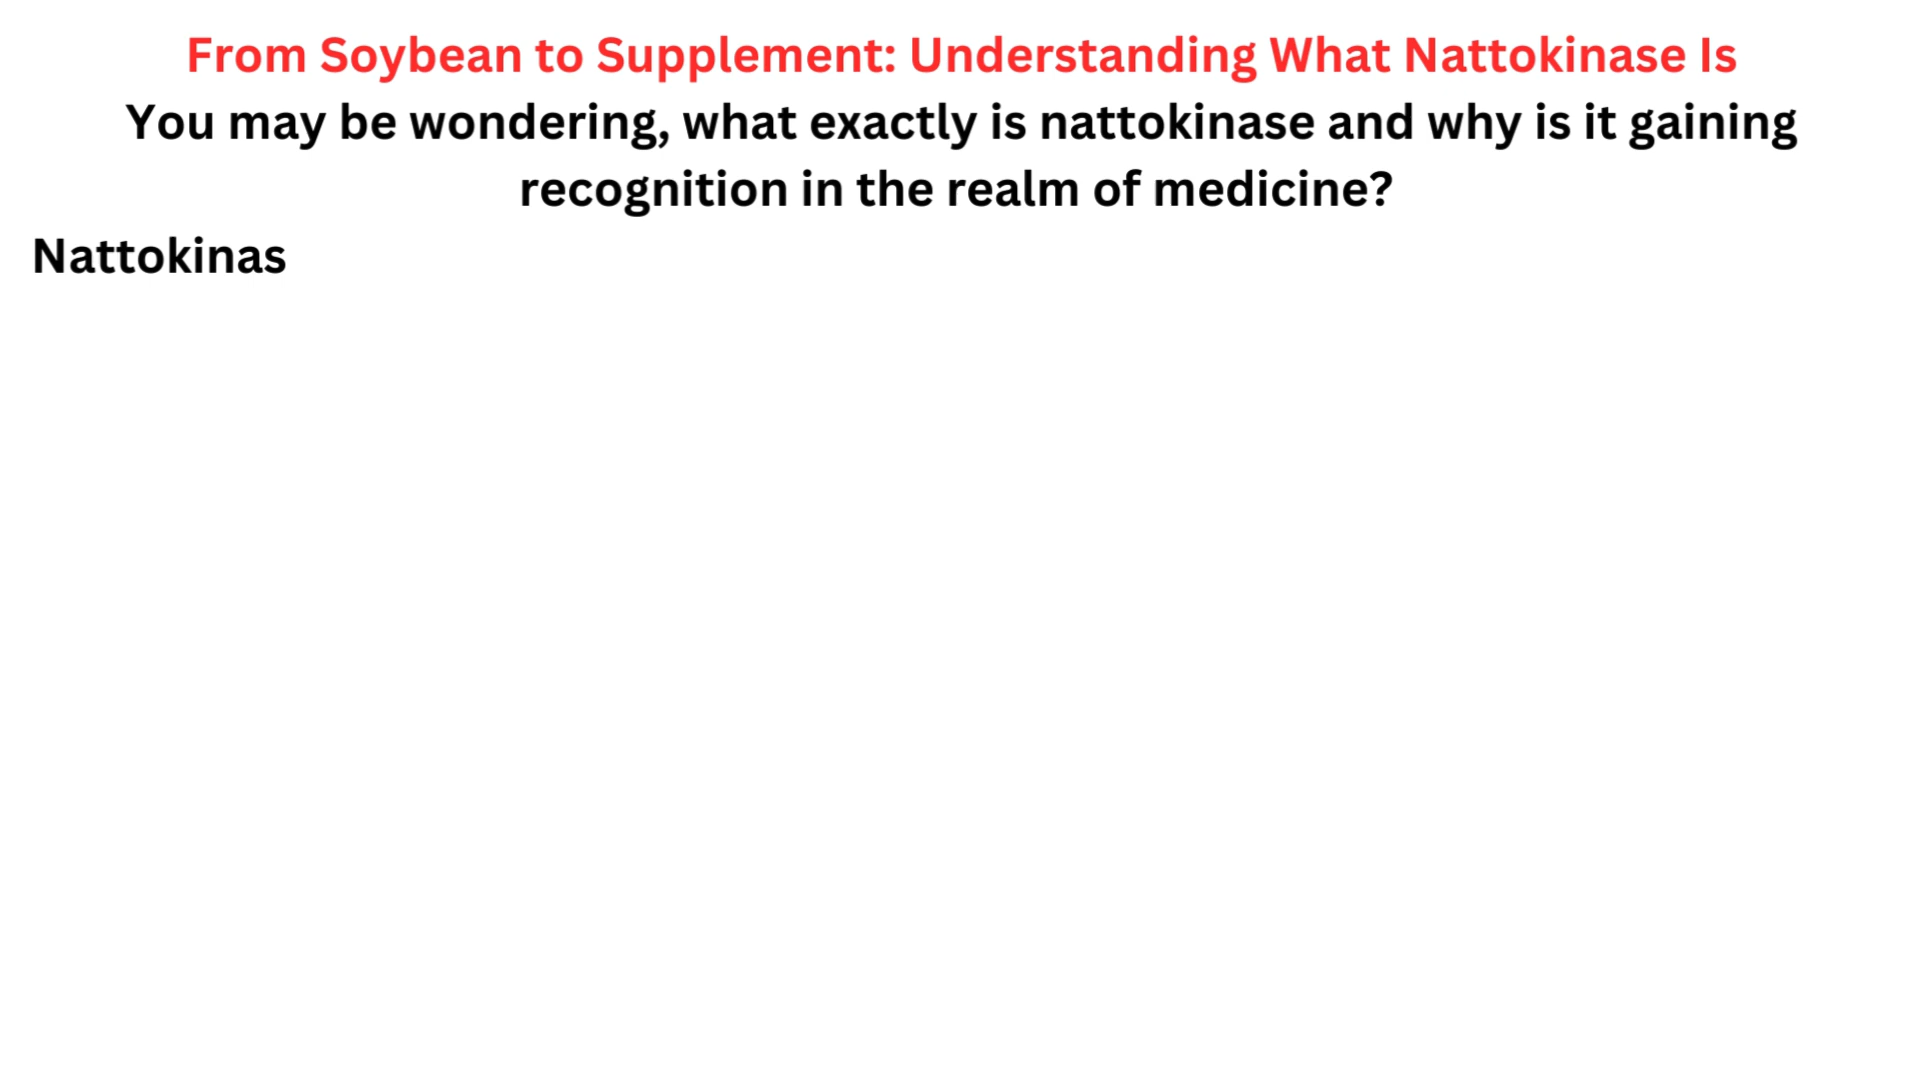 From Soybean to Supplement: Understanding What Nattokinase Is
You may be wondering, what exactly is nattokinase and why is it gaining
recognition in the realm of medicine?
Nattokinas